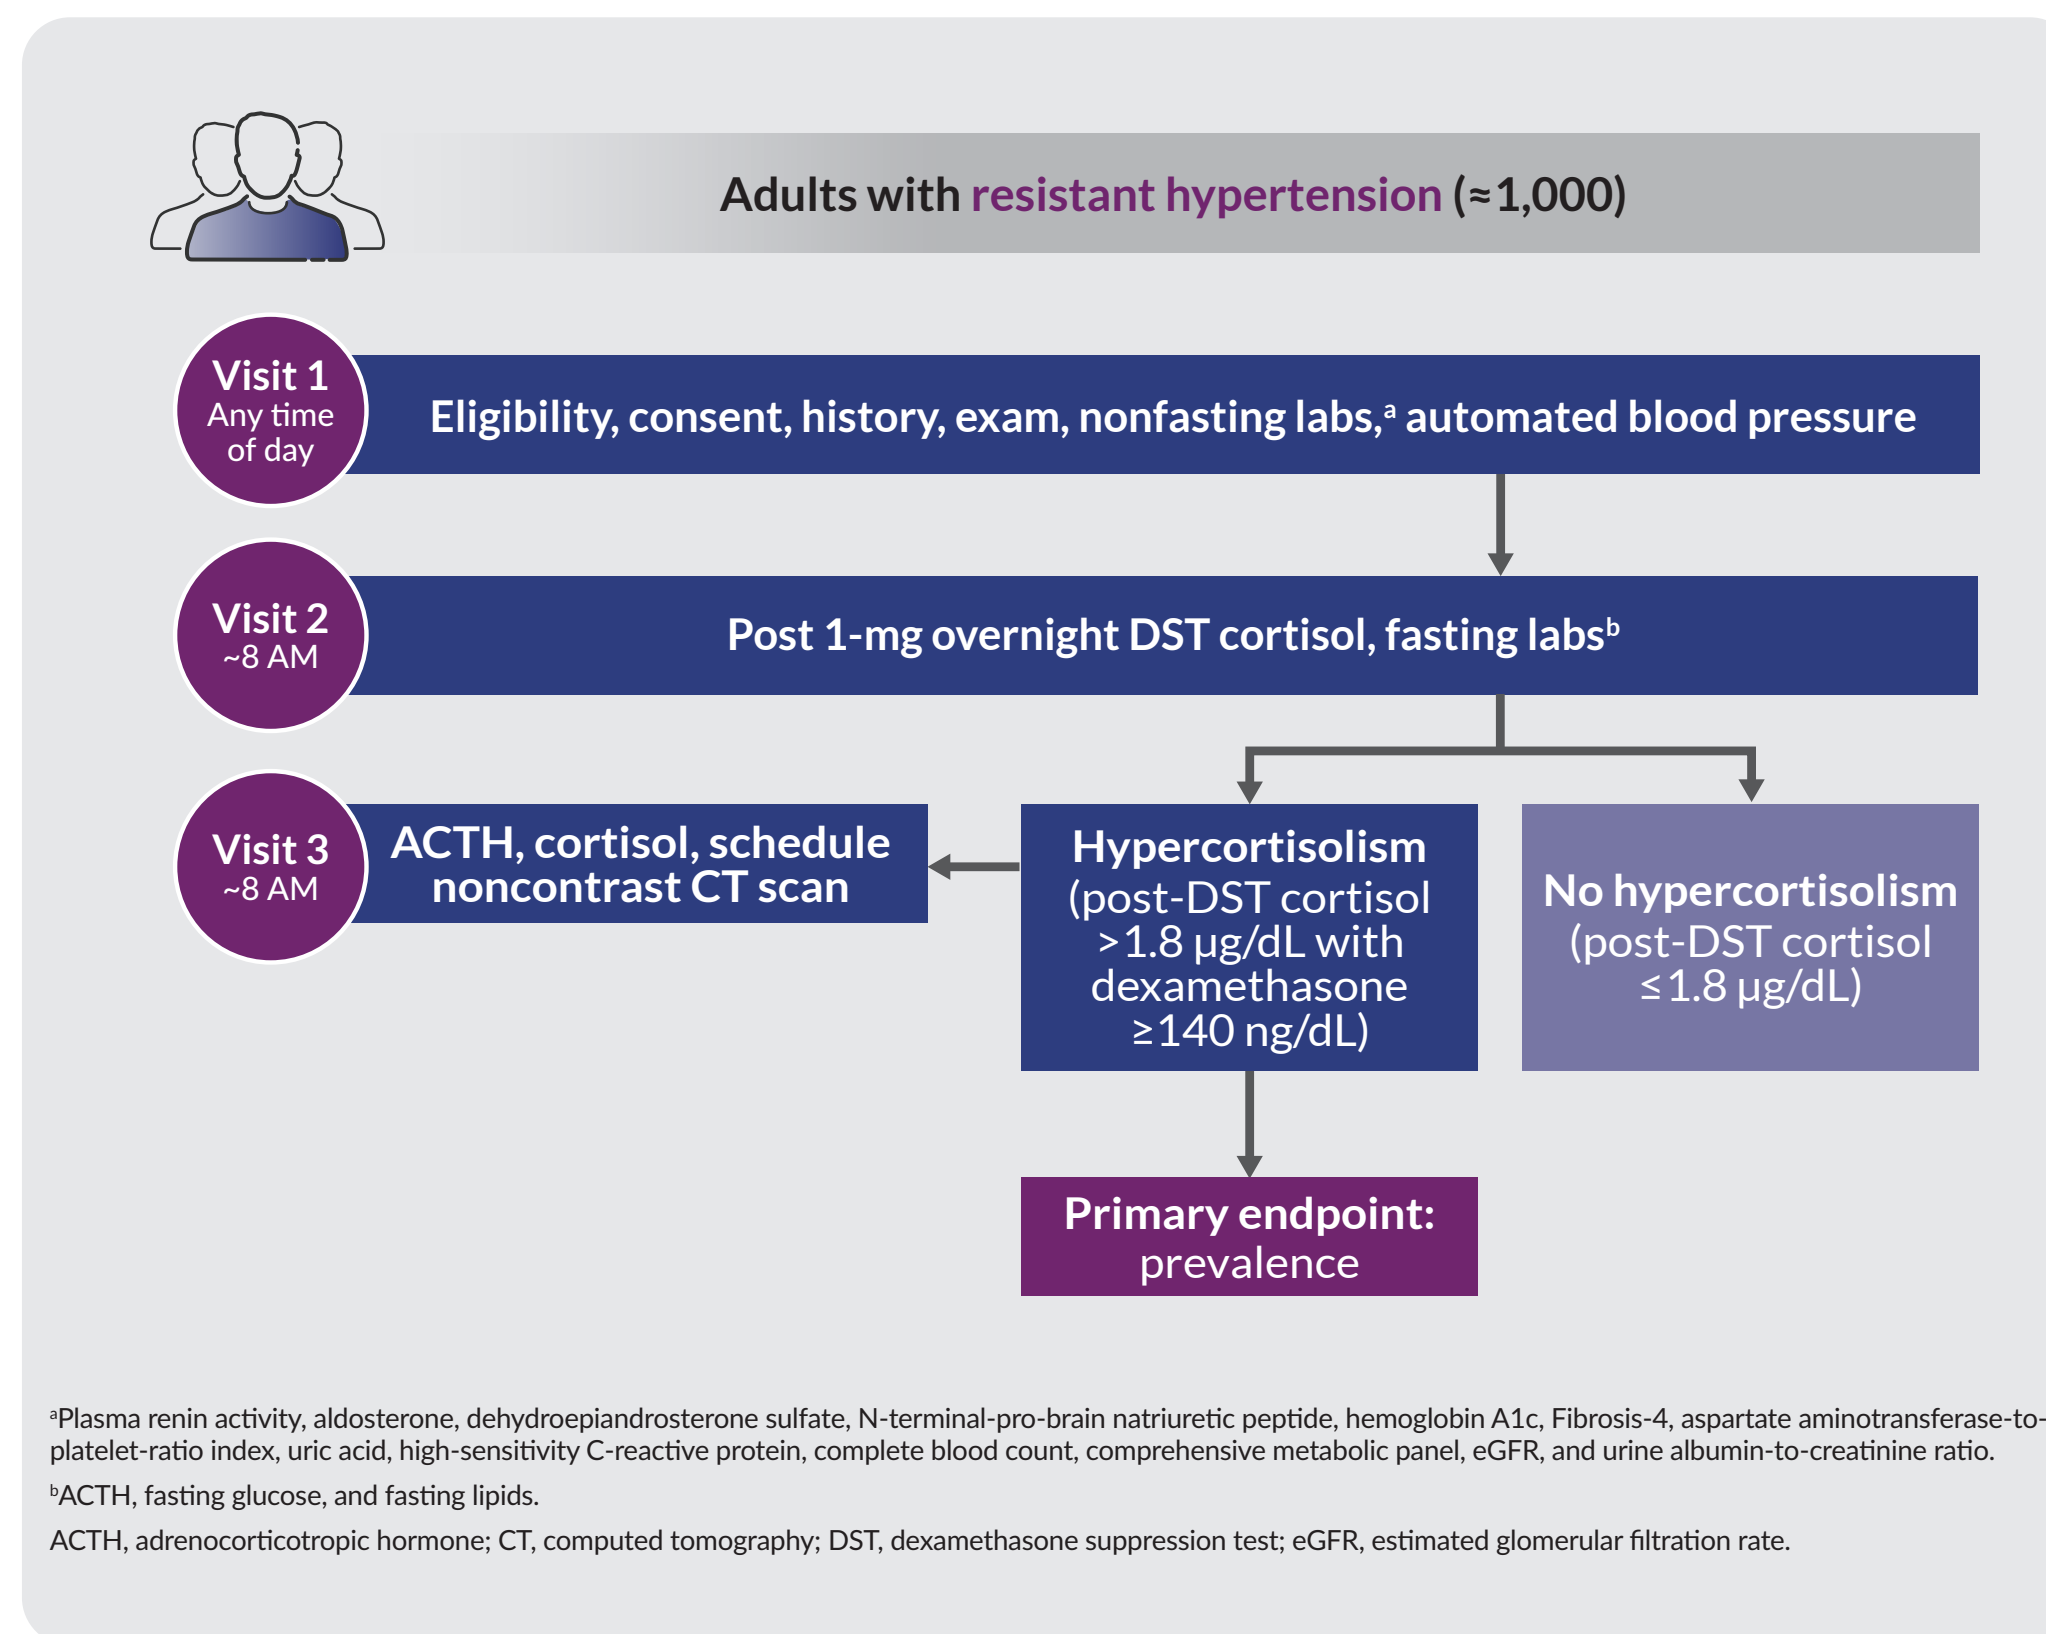 Adults with resistant hypertension (≈1,000)
Visit 1
Any time
of day
Eligibility, consent, history, exam, nonfasting labs,ᵃ automated blood pressure
Visit 2
~8 AM
Post 1-mg overnight DST cortisol, fasting labsᵇ
Visit 3
~8 AM
ACTH, cortisol, schedule
noncontrast CT scan
Hypercortisolism
(post-DST cortisol
>1.8 µg/dL with
dexamethasone
≥140 ng/dL)
No hypercortisolism
(post-DST cortisol
≤1.8 µg/dL)
Primary endpoint:
prevalence
ᵃPlasma renin activity, aldosterone, dehydroepiandrosterone sulfate, N-terminal-pro-brain natriuretic peptide, hemoglobin A1c, Fibrosis-4, aspartate aminotransferase-to-
platelet-ratio index, uric acid, high-sensitivity C-reactive protein, complete blood count, comprehensive metabolic panel, eGFR, and urine albumin-to-creatinine ratio.
ᵇACTH, fasting glucose, and fasting lipids.
ACTH, adrenocorticotropic hormone; CT, computed tomography; DST, dexamethasone suppression test; eGFR, estimated glomerular filtration rate.